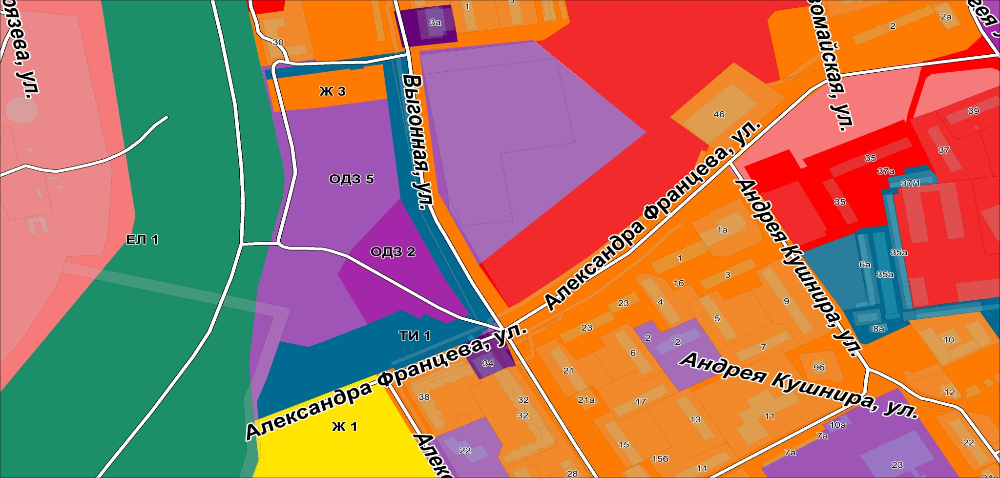 1
5
3а
2
2а
30
Ж 3
Выгонная, ул.
46
39
37
35
37а
37/1
ОДЗ 5
35
Александра Францева, ул.
Андрея Кушнира, ул.
1а
ЕЛ 1
ОДЗ 2
1
35а
6а
35а
3
1б
23
4
9
5
23
8а
ТИ 1
2
2
10
7
6
34
Александра Францева, ул.
21
9б
Андрея Кушнира, ул.
38
32
21а
17
12
32
13
11
Ж 1
10а
7а
22
15
22
7а
15б
23
11
28
24а